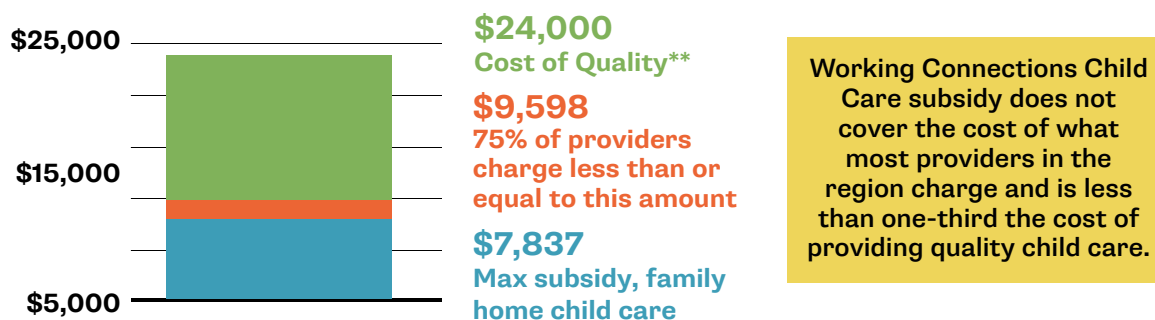 $25,000
$15,000
$5,000
$24,000
Cost of Quality**
$9,598
75% of providers
charge less than or
equal to this amount
$7,837
Max subsidy, family
home child care
Working Connections Child
Care subsidy does not
cover the cost of what
most providers in the
region charge and is less
than one-third the cost of
providing quality child care.